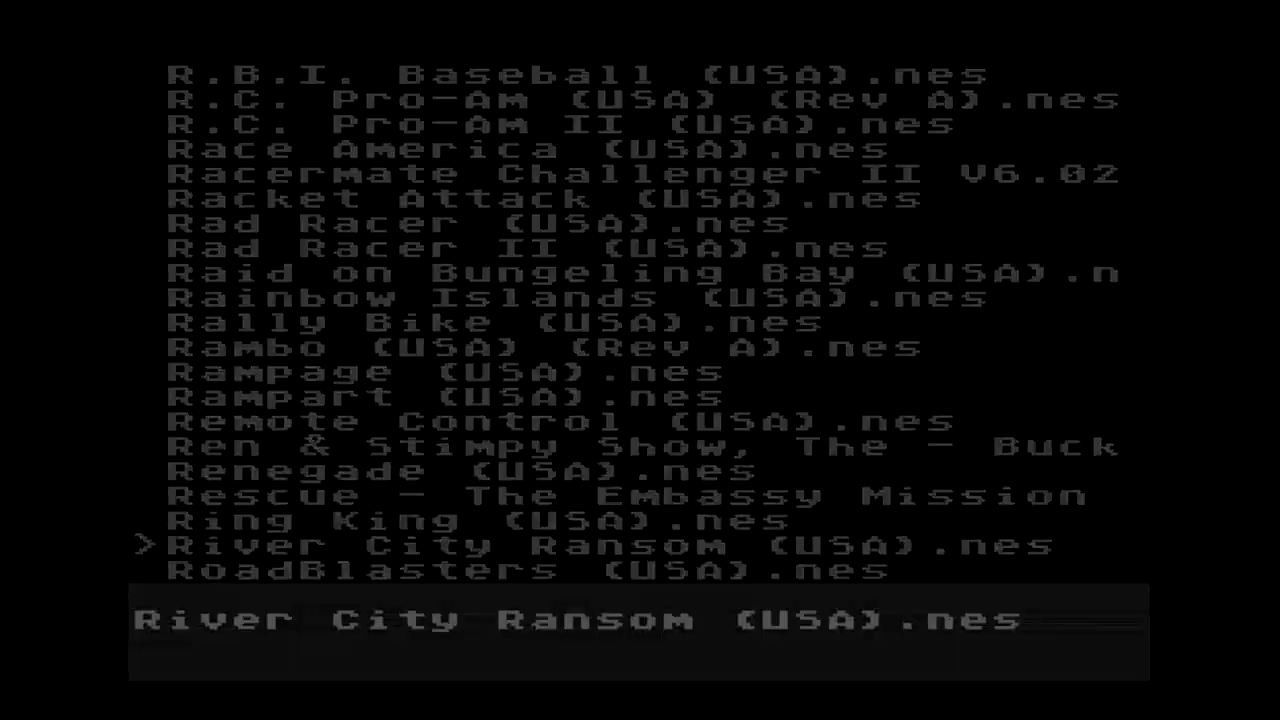 R.B.I. Baseball (USA).nes
R.C. Pro-Am (USA) (Rev A).nes
R.C. Pro-Am II (USA).nes
Race America (USA).nes
Racermate Challenger II V6.02
Racket Attack (USA).nes
Rad Racer (USA).nes
Rad Racer II (USA).nes
Raid on Bungeling Bay (USA).n
Rainbow Islands (USA).nes
Rally Bike (USA).nes
Rambo (USA) (Rev A).nes
Rampage (USA).nes
Rampart (USA).nes
Remote Control (USA).nes
Ren & Stimpy Show, The - Buck
Renegade (USA).nes
Rescue - The Embassy Mission
Ring King (USA).nes
>River City Ransom (USA).nes
RoadBlasters (USA).nes
River City Ransom (USA).nes